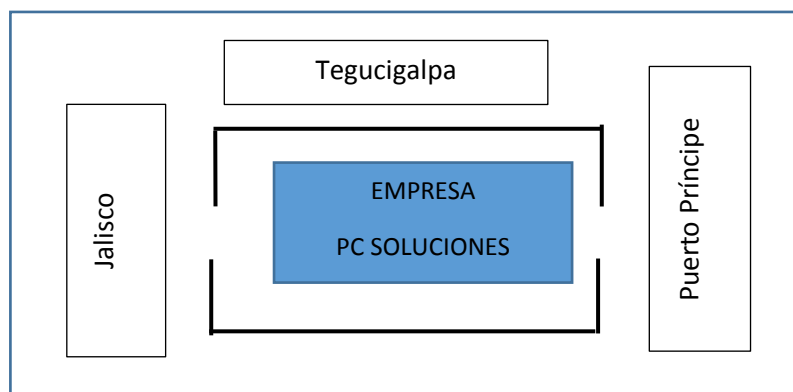 Tegucigalpa
Jalisco
EMPRESA
PC SOLUCIONES
Puerto Príncipe